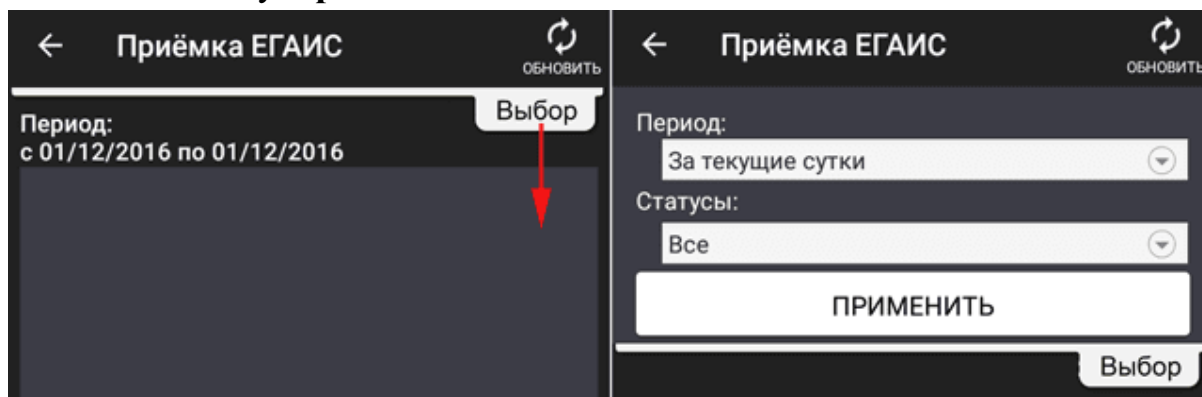 Приёмка ЕГАИС
ОБНОВИТЬ
Выбор
Период:
с 01/12/2016 по 01/12/2016
Приёмка ЕГАИС
ОБНОВИТЬ
Период:
За текущие сутки
Статусы:
Все
ПРИМЕНИТЬ
Выбор